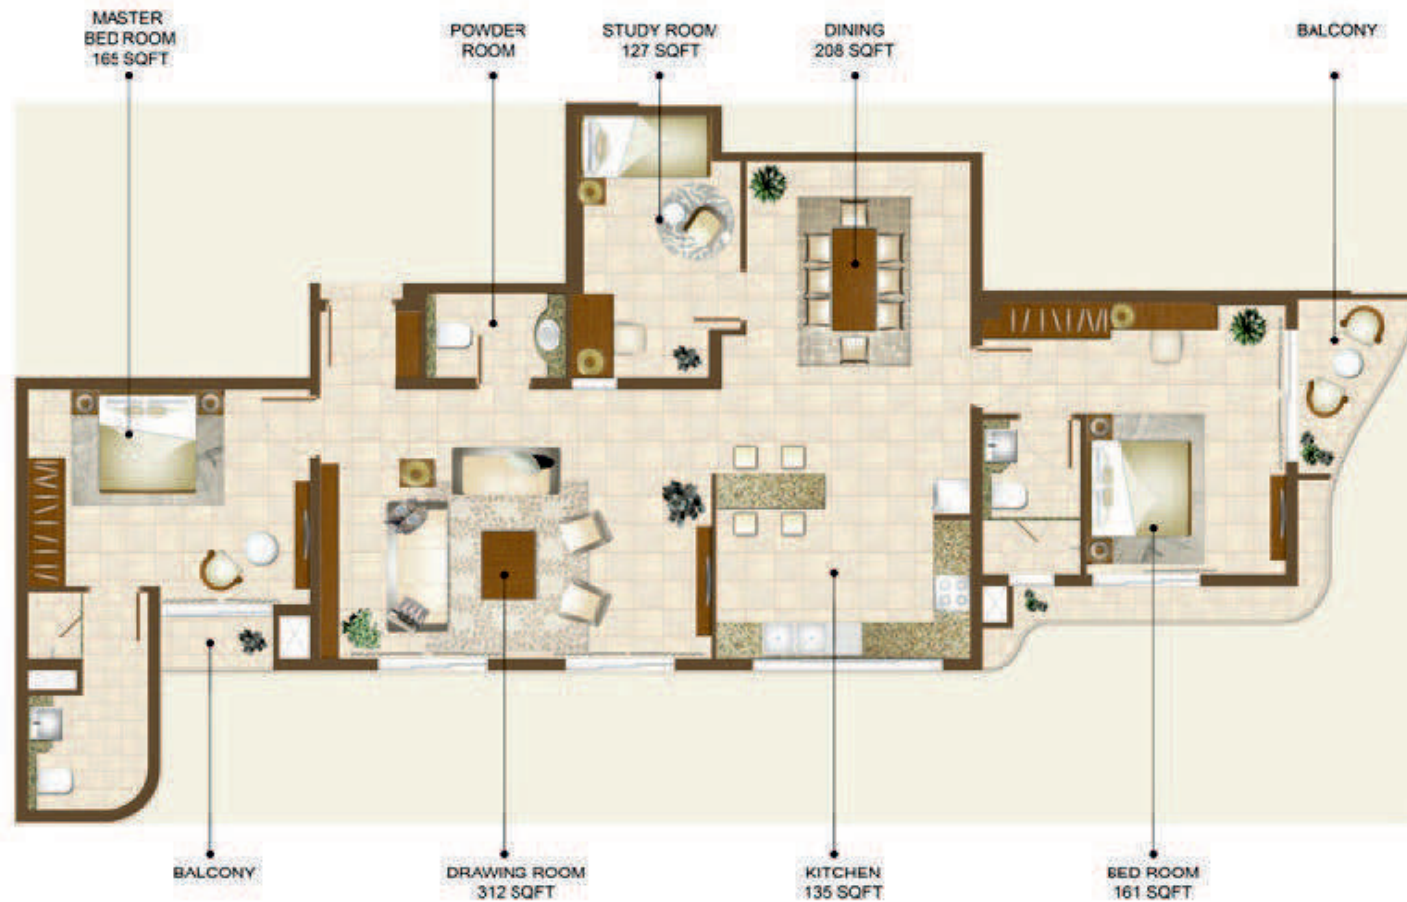 MASTER
BED ROOM
165 SQFT
POWDER
ROOM
STUDY ROOM
127 SQFT
DINING
208 SQFT
BALCONY
BALCONY
DRAWING ROOM
312 SQFT
KITCHEN
135 SQFT
BED ROOM
161 SQFT